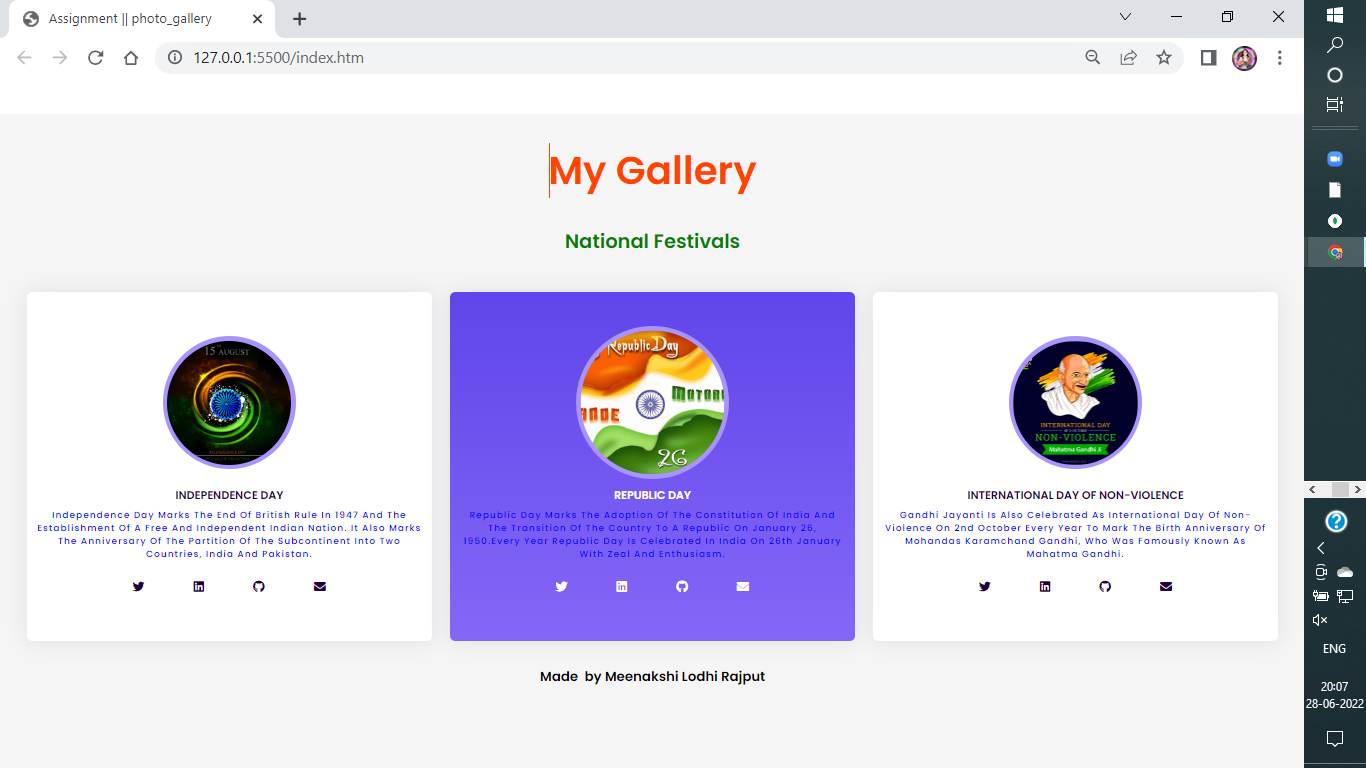 Assignment || photo_gallery
127.0.0.1:5500/index.htm
My Gallery
National Festivals
15 AUGUST
INDEPENDENCE DAY
Independence Day Marks The End Of British Rule In 1947 And The
Establishment Of A Free And Independent Indian Nation. It Also Marks
The Anniversary Of The Partition Of The Subcontinent Into Two
Countries, India And Pakistan.
Republic Day
26
REPUBLIC DAY
Republic Day Marks The Adoption Of The Constitution Of India And
The Transition Of The Country To A Republic On January 26,
1950.Every Year Republic Day Is Celebrated In India On 26th January
With Zeal And Enthusiasm.
INTERNATIONAL DAY
NON-VIOLENCE
Mahatma Gandhi Ji
INTERNATIONAL DAY OF NON-VIOLENCE
Gandhi Jayanti Is Also Celebrated As International Day Of Non-
Violence On 2nd October Every Year To Mark The Birth Anniversary Of
Mohandas Karamchand Gandhi, Who Was Famously Known As
Mahatma Gandhi.
Made by Meenakshi Lodhi Rajput
ENG
20:07
28-06-2022